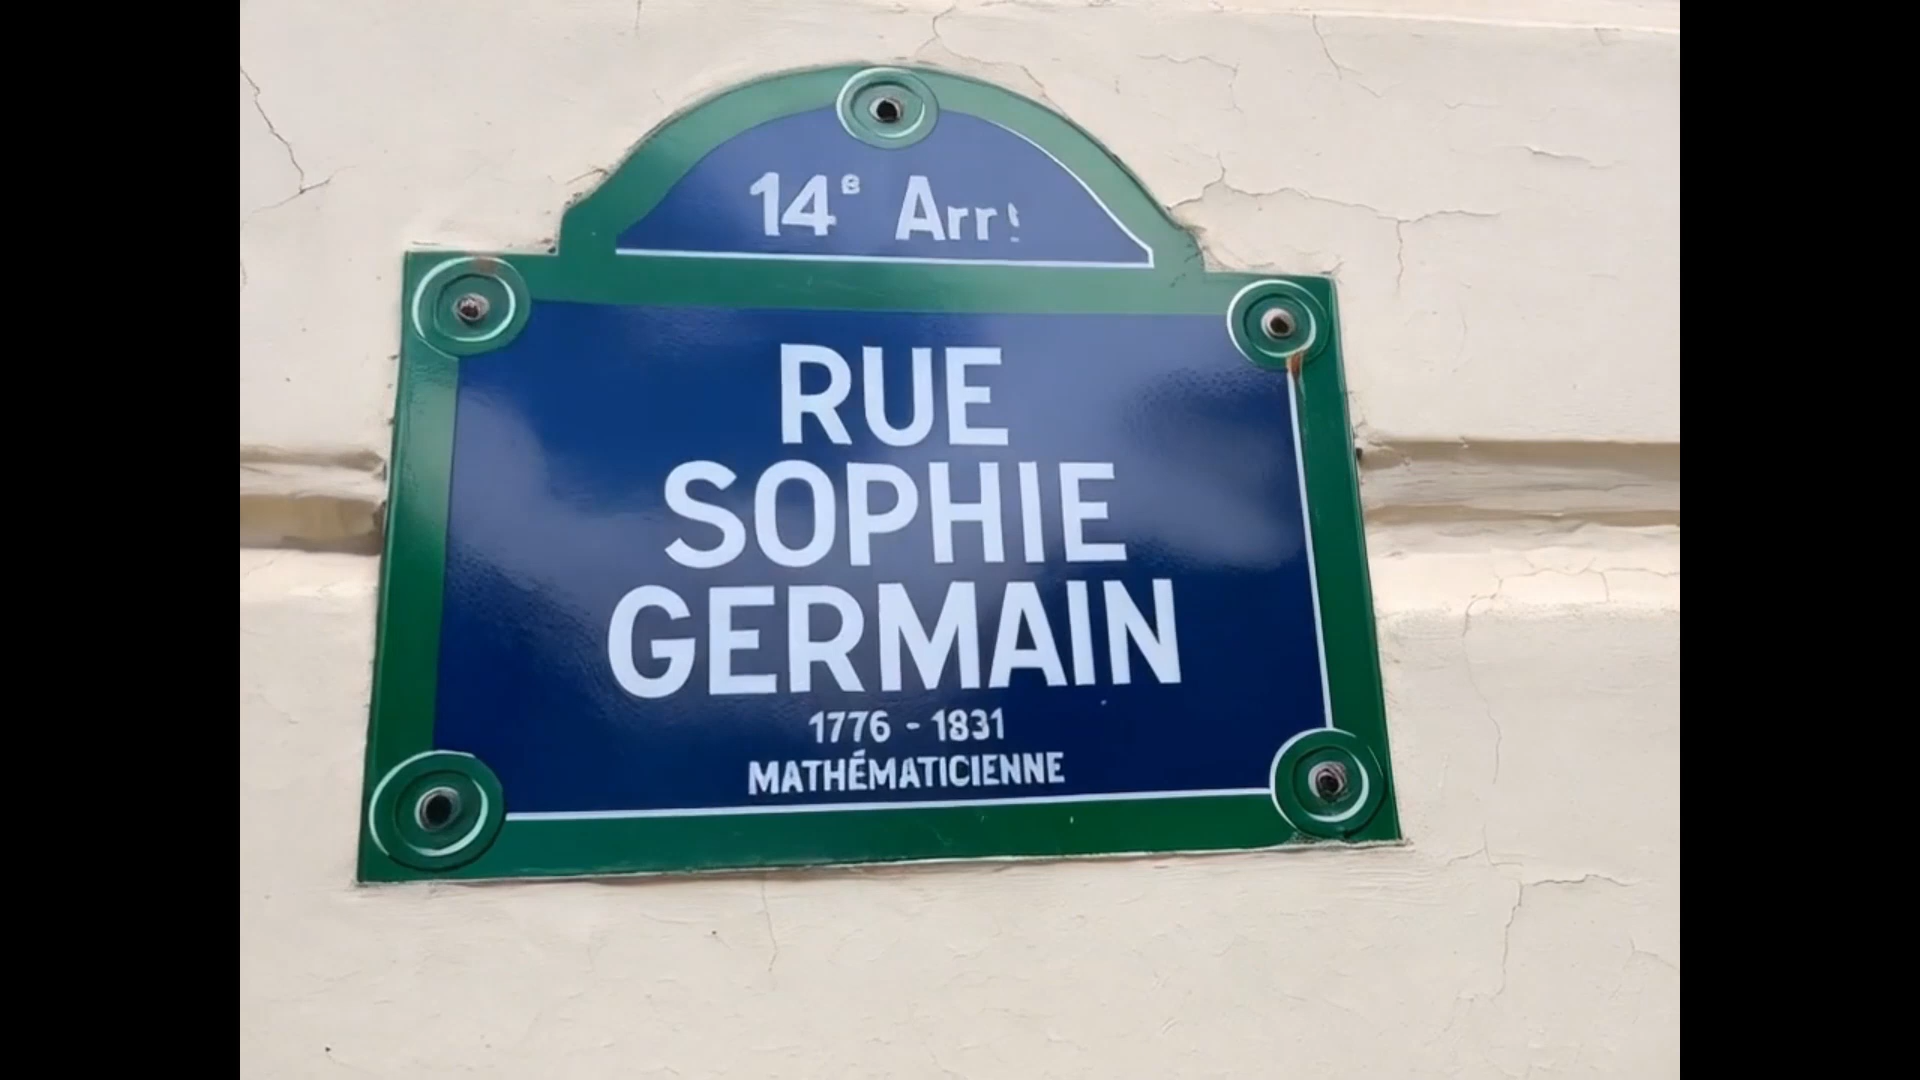 14e Arrt
RUE
SOPHIE
GERMAIN
1776 - 1831
MATHÉMATICIENNE